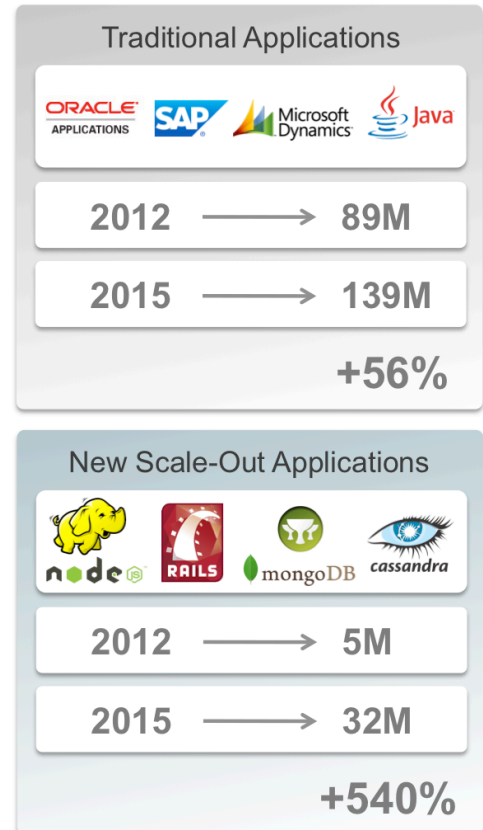 Traditional Applications
ORACLE®
APPLICATIONS
SAP®
Microsoft
Dynamics
Java
2012 → 89M
2015 → 139M
+56%
New Scale-Out Applications
node JS
RAILS
mongoDB
cassandra
2012 → 5M
2015 → 32M
+540%